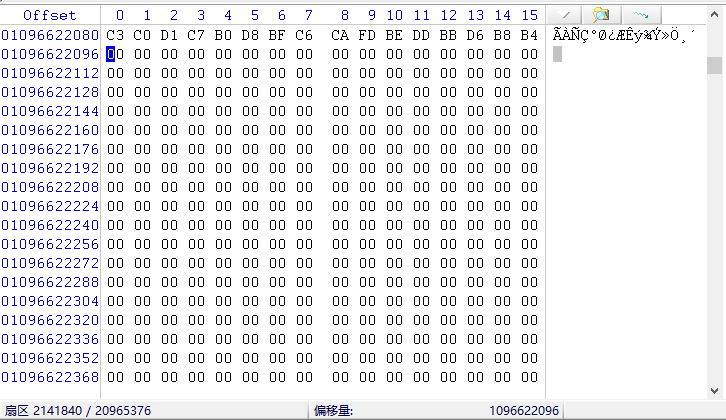 Offset 0 1 2 3 4 5 6 7 8 9 10 11 12 13 14 15
01096622080 C3 C0 D1 C7 B0 D8 BF C6 CA FD BE DD BB D6 B8 B4 ÃÀÑÇ°Ø¿ÆÊý¾Ý»Ö¸´
01096622096 00 00 00 00 00 00 00 00 00 00 00 00 00 00 00 00
01096622112 00 00 00 00 00 00 00 00 00 00 00 00 00 00 00 00
01096622128 00 00 00 00 00 00 00 00 00 00 00 00 00 00 00 00
01096622144 00 00 00 00 00 00 00 00 00 00 00 00 00 00 00 00
01096622160 00 00 00 00 00 00 00 00 00 00 00 00 00 00 00 00
01096622176 00 00 00 00 00 00 00 00 00 00 00 00 00 00 00 00
01096622192 00 00 00 00 00 00 00 00 00 00 00 00 00 00 00 00
01096622208 00 00 00 00 00 00 00 00 00 00 00 00 00 00 00 00
01096622224 00 00 00 00 00 00 00 00 00 00 00 00 00 00 00 00
01096622240 00 00 00 00 00 00 00 00 00 00 00 00 00 00 00 00
01096622256 00 00 00 00 00 00 00 00 00 00 00 00 00 00 00 00
01096622272 00 00 00 00 00 00 00 00 00 00 00 00 00 00 00 00
01096622288 00 00 00 00 00 00 00 00 00 00 00 00 00 00 00 00
01096622304 00 00 00 00 00 00 00 00 00 00 00 00 00 00 00 00
01096622320 00 00 00 00 00 00 00 00 00 00 00 00 00 00 00 00
01096622336 00 00 00 00 00 00 00 00 00 00 00 00 00 00 00 00
01096622352 00 00 00 00 00 00 00 00 00 00 00 00 00 00 00 00
01096622368 00 00 00 00 00 00 00 00 00 00 00 00 00 00 00 00
扇区 2141840 / 20965376 偏移量: 1096622096